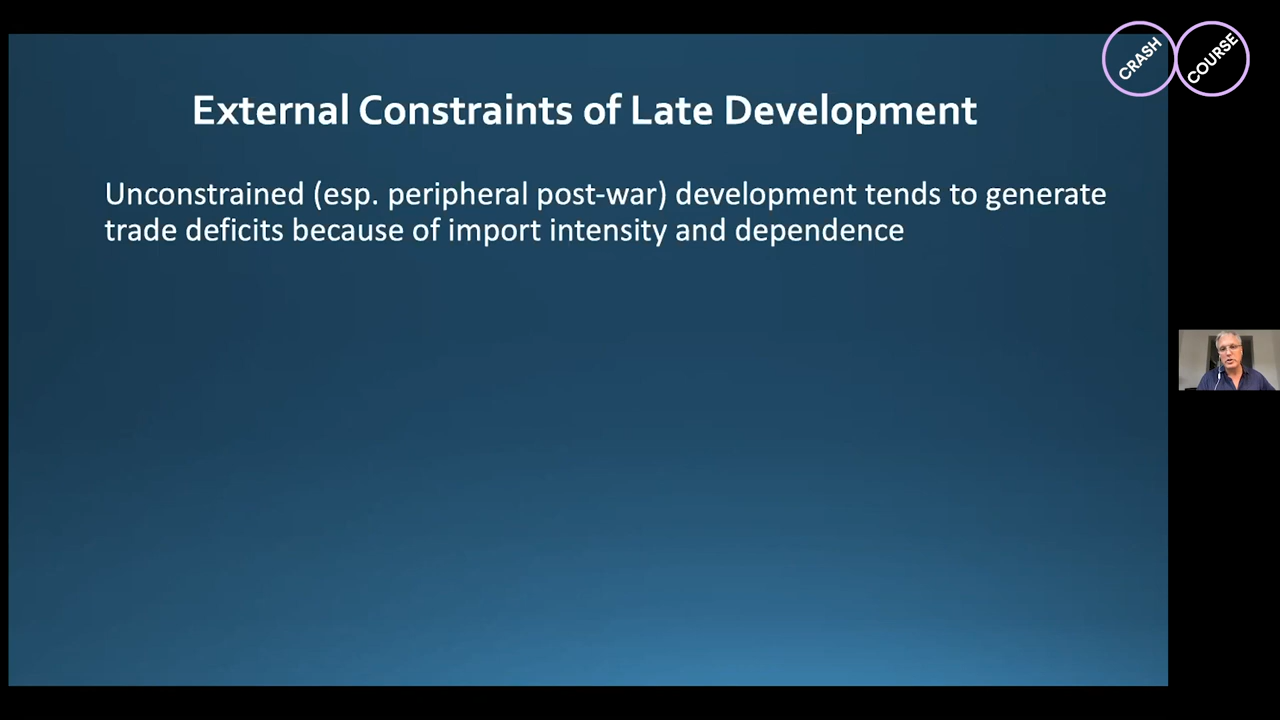 CRASH COURSE
External Constraints of Late Development
Unconstrained (esp. peripheral post-war) development tends to generate
trade deficits because of import intensity and dependence